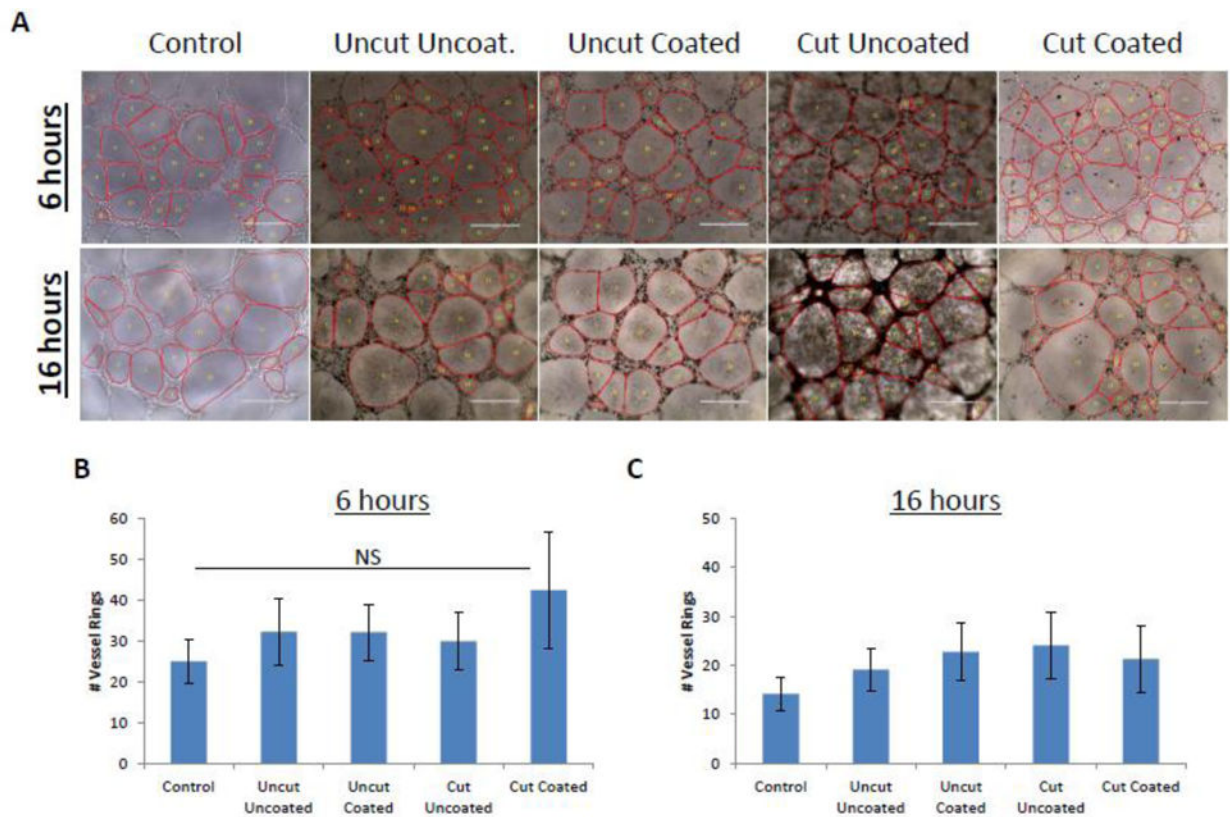 A
Control Uncut Uncoat. Uncut Coated Cut Uncoated Cut Coated
6 hours
16 hours
B
6 hours
60
50
40
30
20
10
0
# Vessel Rings
NS
Control Uncut Uncoated Uncut Coated Cut Uncoated Cut Coated
C
16 hours
50
40
30
20
10
0
# Vessel Rings
Control Uncut Uncoated Uncut Coated Cut Uncoated Cut Coated